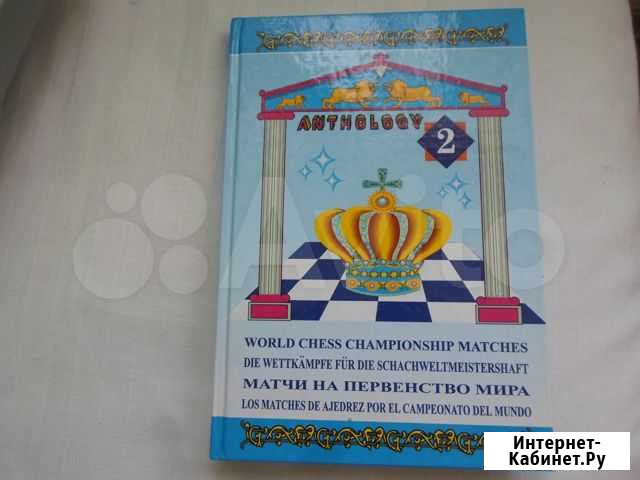 ANTHOLOGY
2
Avito
WORLD CHESS CHAMPIONSHIP MATCHES
DIE WETTKÄMPFE FÜR DIE SCHACHWELTMEISTERSHAFT
МАТЧИ НА ПЕРВЕНСТВО МИРА
LOS MATCHES DE AJEDREZ POR EL CAMPEONATO DEL MUNDO
Интернет-
Кабинет.Ру